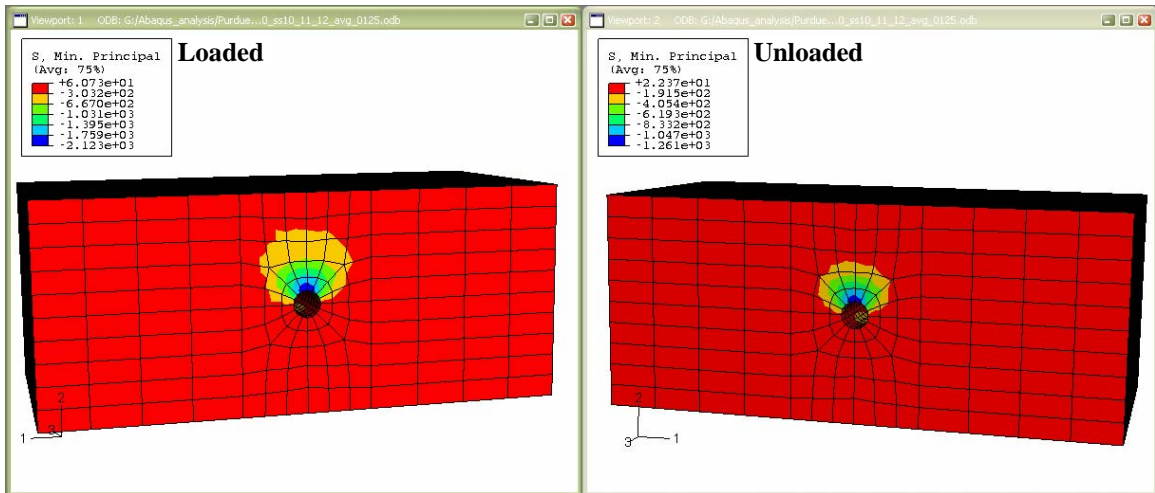 Viewport: 1 ODB: G:/Abaqus_analysis/Purdue...0_ss10_11_12_avg_0125.odb
Loaded
S, Min. Principal
(Avg: 75%)
+6.073e+01
-3.032e+02
-6.670e+02
-1.031e+03
-1.395e+03
-1.759e+03
-2.123e+03
2
1
3
Viewport: 2 ODB: G:/Abaqus_analysis/Purdue...0_ss10_11_12_avg_0125.odb
Unloaded
S, Min. Principal
(Avg: 75%)
+2.237e+01
-1.915e+02
-4.054e+02
-6.193e+02
-8.332e+02
-1.047e+03
-1.261e+03
2
3
1